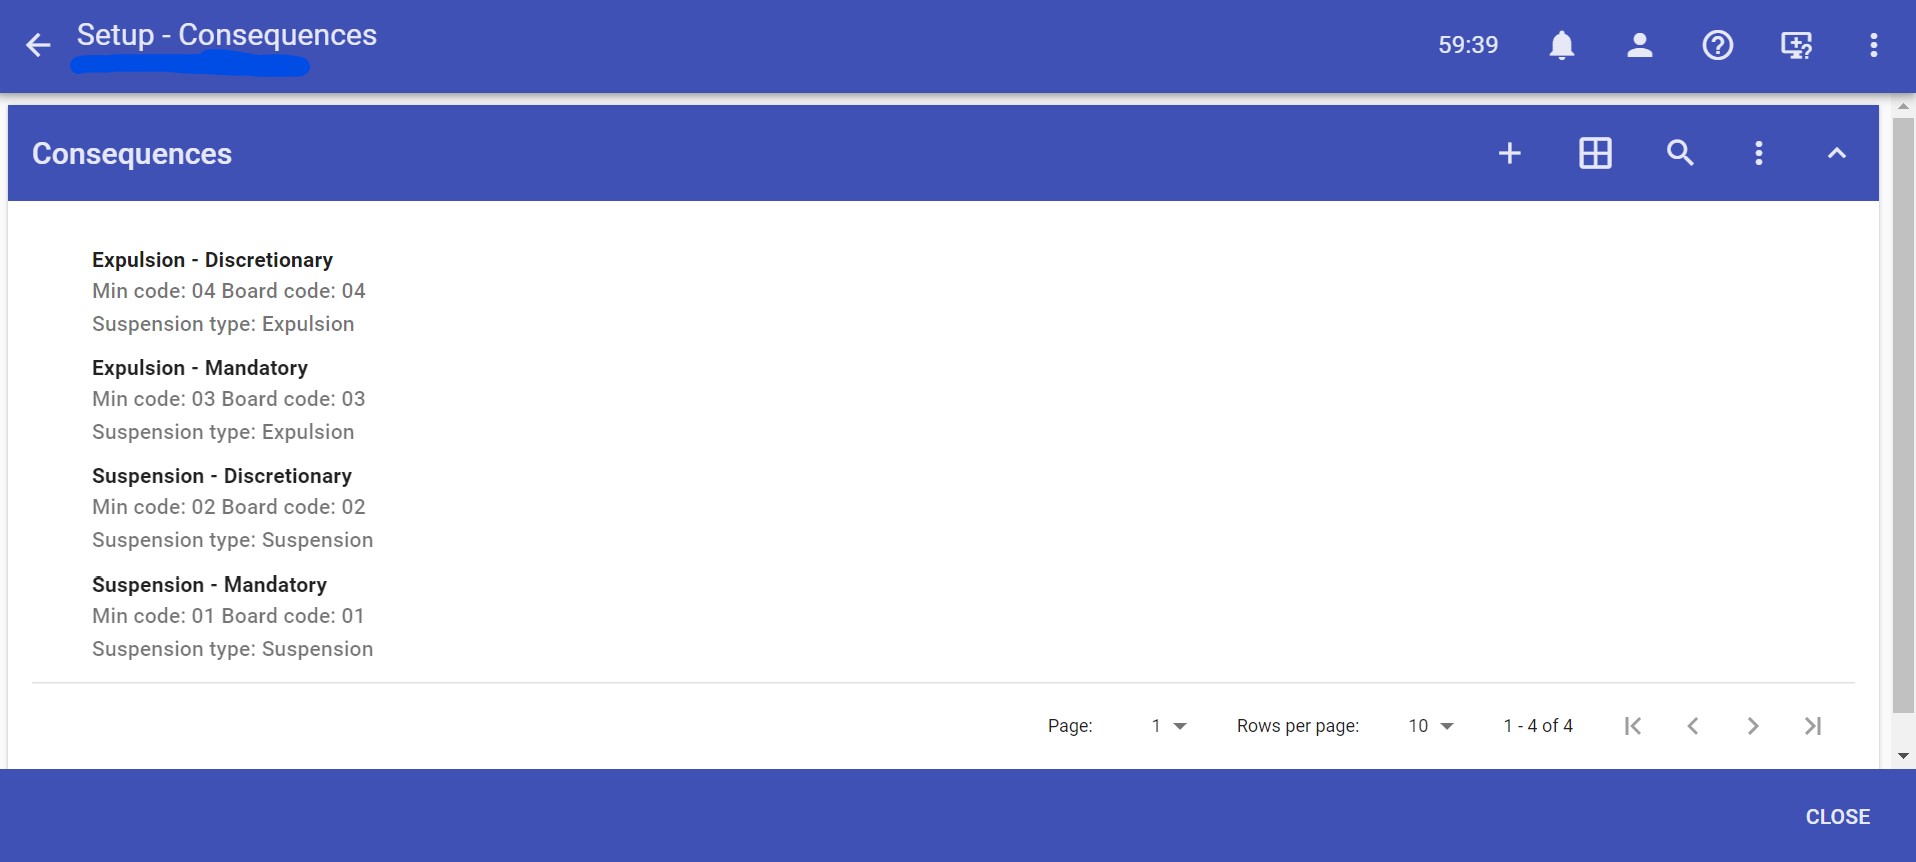 Setup - Consequences
59:39
Consequences
Expulsion - Discretionary
Min code: 04 Board code: 04
Suspension type: Expulsion
Expulsion - Mandatory
Min code: 03 Board code: 03
Suspension type: Expulsion
Suspension - Discretionary
Min code: 02 Board code: 02
Suspension type: Suspension
Suspension - Mandatory
Min code: 01 Board code: 01
Suspension type: Suspension
Page: 1 Rows per page: 10 1 - 4 of 4
CLOSE